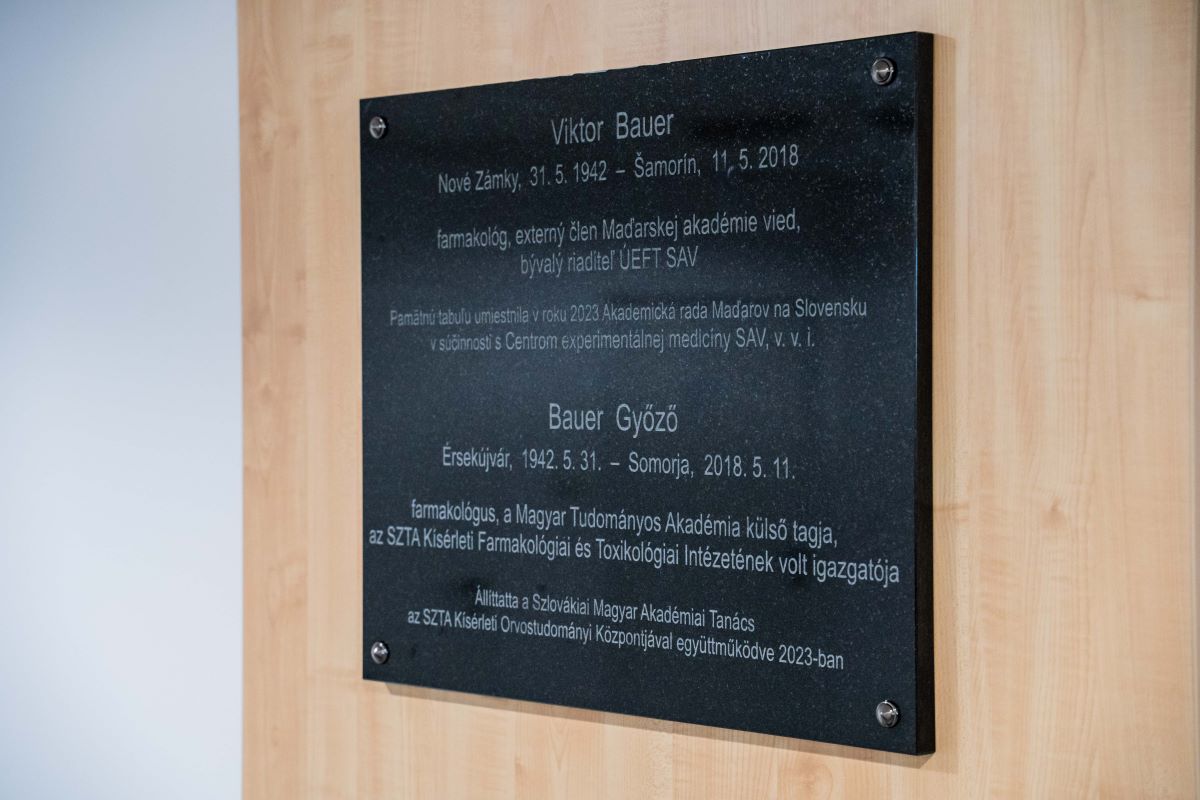 Viktor Bauer
Nové Zámky, 31. 5. 1942 – Šamorín, 11. 5. 2018
farmakológ, externý člen Maďarskej akadémie vied,
bývalý riaditeľ ÚEFT SAV
Pamätnú tabuľu umiestnila v roku 2023 Akademická rada Maďarov na Slovensku
v súčinnosti s Centrom experimentálnej medicíny SAV, v. v. i.
Bauer Győző
Érsekújvár, 1942. 5. 31. – Somorja, 2018. 5. 11.
farmakológus, a Magyar Tudományos Akadémia külső tagja,
az SZTA Kísérleti Farmakológiai és Toxikológiai Intézetének volt igazgatója
Állíttatta a Szlovákiai Magyar Akadémiai Tanács
az SZTA Kísérleti Orvostudományi Központjával együttműködve 2023-ban